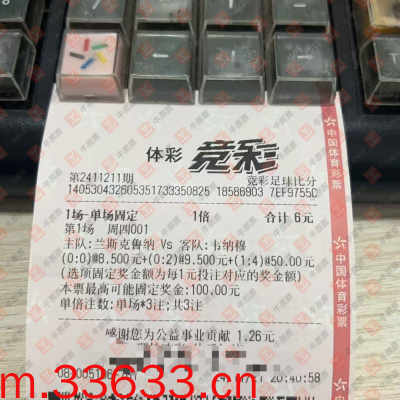 体彩 竞彩
第2411211期 竞彩足球比分
140530432605351733350825 18586903 7EF9755C
1场-单场固定 1倍 合计 6元
第1场 周四001
主队:兰斯克鲁纳 Vs 客队:韦纳穆
(0:0)@8.500元+(0:2)@9.500元+(1:4)@50.00元
(选项固定奖金额为每1元投注对应的奖金额)
本票最高可能固定奖金:100.00元
单倍注数:单场*3注;共3注
感谢您为公益事业贡献 1.26元
20:40:58
m.33633.cn
中国体育彩票
中国体育彩票